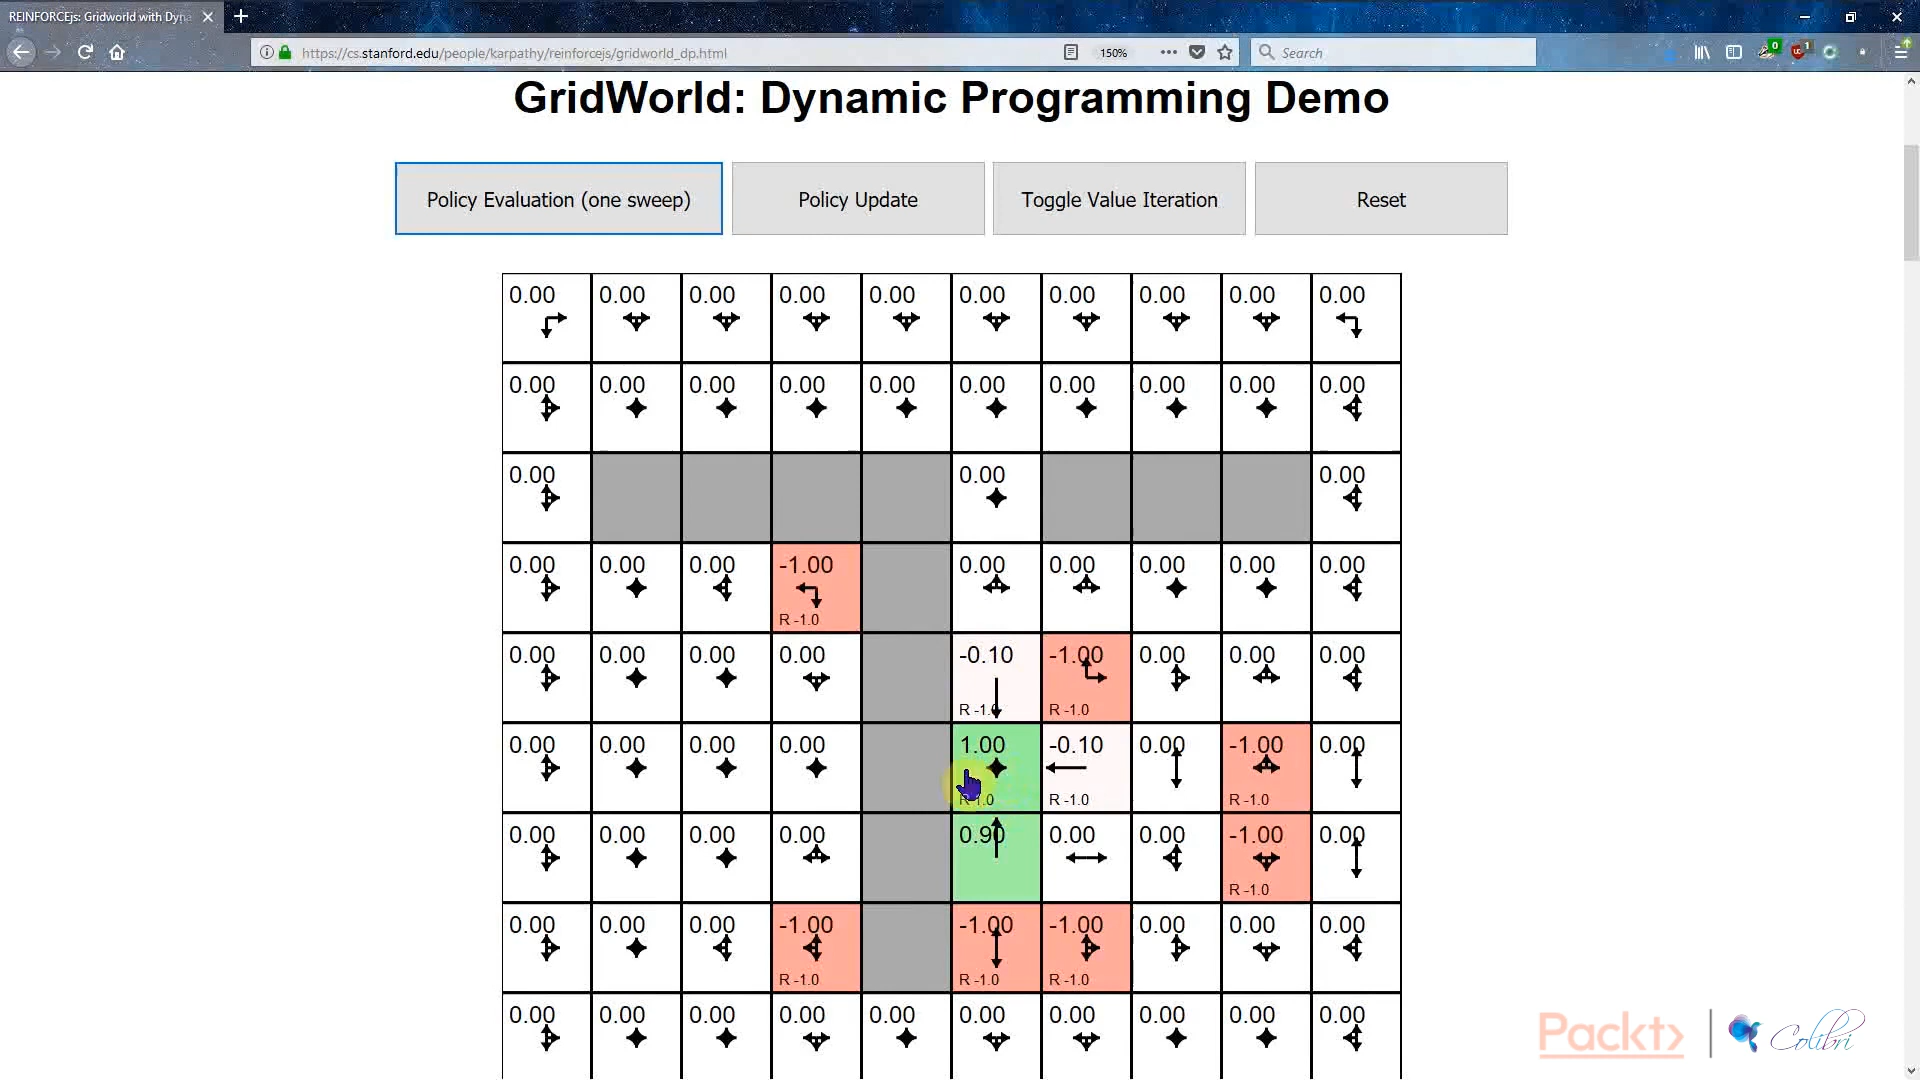 REINFORCEjs: Gridworld with Dyna
https://cs.stanford.edu/people/karpathy/reinforcejs/gridworld_dp.html
150%
Search
0
1
GridWorld: Dynamic Programming Demo
Policy Evaluation (one sweep)
Policy Update
Toggle Value Iteration
Reset
0.00 0.00 0.00 0.00 0.00 0.00 0.00 0.00 0.00 0.00
0.00 0.00 0.00 0.00 0.00 0.00 0.00 0.00 0.00 0.00
0.00 0.00 0.00
0.00 0.00 0.00 -1.00 0.00 0.00 0.00 0.00 0.00
R -1.0
0.00 0.00 0.00 0.00 -0.10 -1.00 0.00 0.00 0.00
R -1.0 R -1.0
0.00 0.00 0.00 0.00 1.00 -0.10 0.00 -1.00 0.00
R 1.0 R -1.0 R -1.0
0.00 0.00 0.00 0.00 0.90 0.00 0.00 -1.00 0.00
R -1.0
0.00 0.00 0.00 -1.00 -1.00 -1.00 0.00 0.00 0.00
R -1.0 R -1.0 R -1.0
0.00 0.00 0.00 0.00 0.00 0.00 0.00 0.00 0.00 0.00
Packt
Colibri